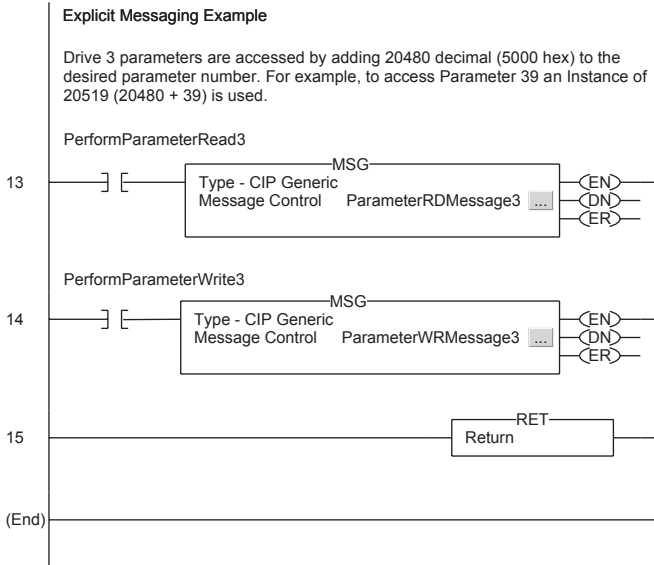 Explicit Messaging Example
Drive 3 parameters are accessed by adding 20480 decimal (5000 hex) to the
desired parameter number. For example, to access Parameter 39 an Instance of
20519 (20480 + 39) is used.
PerformParameterRead3
MSG
13
Type - CIP Generic
EN
Message Control ParameterRDMessage3 ...
DN
ER
PerformParameterWrite3
MSG
14
Type - CIP Generic
EN
Message Control ParameterWRMessage3 ...
DN
ER
RET
15
Return
(End)